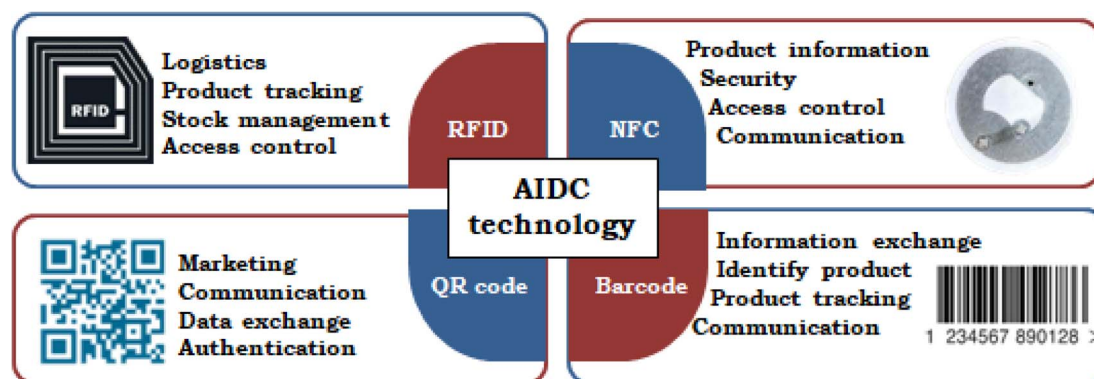 RFID
Logistics
Product tracking
Stock management
Access control
RFID
NFC
Product information
Security
Access control
Communication
AIDC
technology
Marketing
Communication
Data exchange
Authentication
QR code
Barcode
Information exchange
Identify product
Product tracking
Communication
1 234567 890128 >